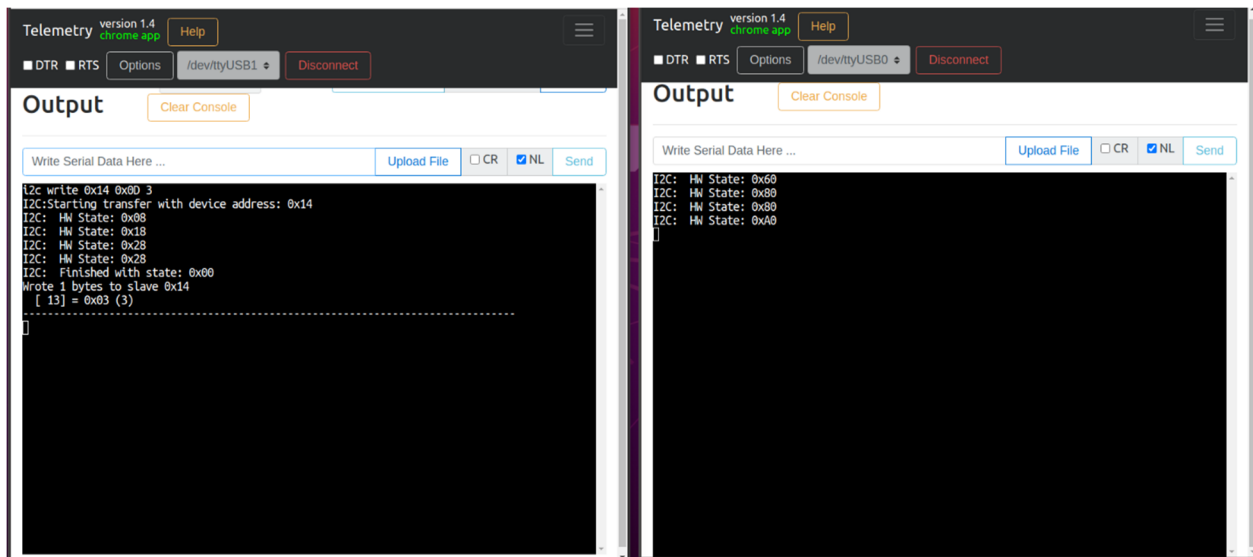 Telemetry version 1.4 chrome app Help
DTR RTS Options /dev/ttyUSB1 Disconnect
Output Clear Console
Write Serial Data Here ... Upload File CR NL Send
i2c write 0x14 0x0D 3
I2C:Starting transfer with device address: 0x14
I2C:  HW State: 0x08
I2C:  HW State: 0x18
I2C:  HW State: 0x28
I2C:  HW State: 0x28
I2C:  Finished with state: 0x00
Wrote 1 bytes to slave 0x14
[ 13] = 0x03 (3)
--------------------------------------------------------------------------------
Telemetry version 1.4 chrome app Help
DTR RTS Options /dev/ttyUSB0 Disconnect
Output Clear Console
Write Serial Data Here ... Upload File CR NL Send
I2C:  HW State: 0x60
I2C:  HW State: 0x80
I2C:  HW State: 0x80
I2C:  HW State: 0xA0